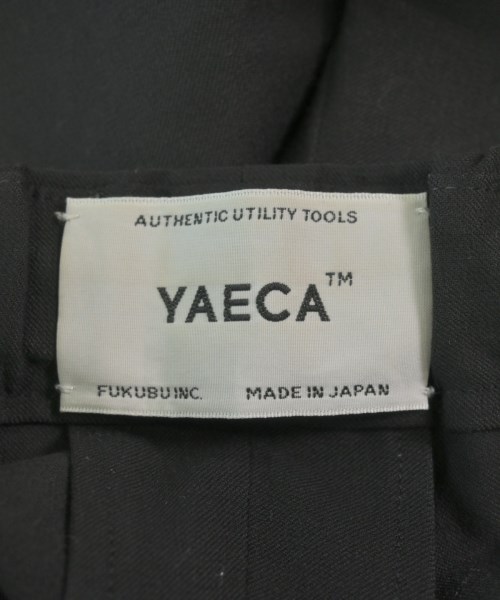 AUTHENTIC UTILITY TOOLS
YAECA™
FUKUBU INC. MADE IN JAPAN